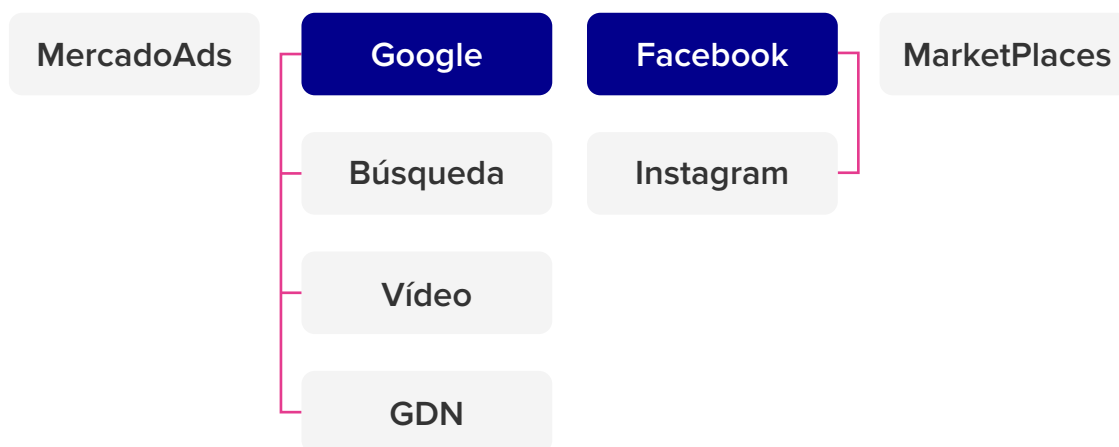 MercadoAds
Google
Facebook
MarketPlaces
Búsqueda
Instagram
Vídeo
GDN